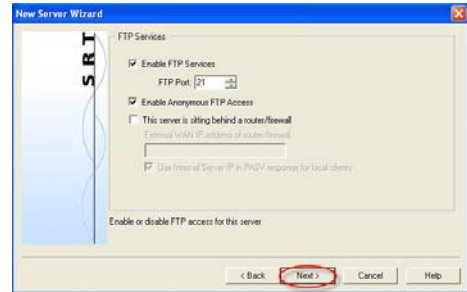 New Server Wizard
SRT
FTP Services
Enable FTP Services
FTP Port: 21
Enable Anonymous FTP Access
This server is sitting behind a router/firewall
External WAN IP address of router/firewall
Use Internal Server IP in PASV response for local clients
Enable or disable FTP access for this server
< Back
Next >
Cancel
Help